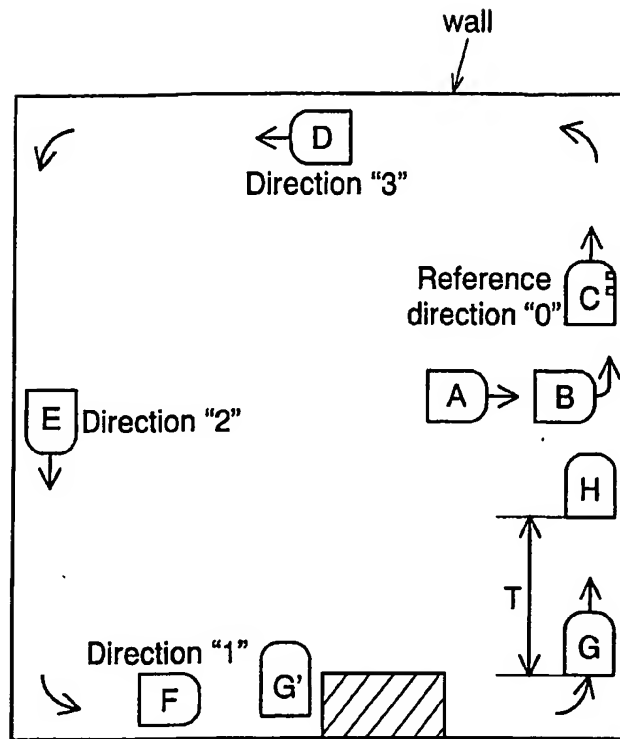 wall
D
Direction “3”
Reference
direction “0”
C
A
B
E
Direction “2”
H
T
G
Direction “1”
F
G'